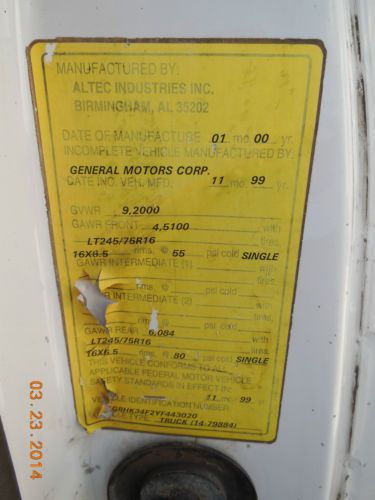 MANUFACTURED BY:
ALTEC INDUSTRIES INC.
BIRMINGHAM, AL 35202
DATE OF MANUFACTURE 01 mo. 00 yr.
INCOMPLETE VEHICLE MANUFACTURED BY:
GENERAL MOTORS CORP.
DATE INC. VEH. MFD. 11 mo. 99 yr.
GVWR 9,2000
GAWR FRONT 4,5100 with
LT245/75R16 tires,
16X6.5 rims, @ 55 psi cold SINGLE
GAWR INTERMEDIATE (1) with
tires,
rims, @ psi cold
GAWR INTERMEDIATE (2) with
tires,
rims, @ psi cold
GAWR REAR 6,084 with
LT245/75R16 tires,
16X6.5 rims, @ 80 psi cold SINGLE
THIS VEHICLE CONFORMS TO ALL
APPLICABLE FEDERAL MOTOR VEHICLE
SAFETY STANDARDS IN EFFECT IN
11 mo. 99 yr.
VEHICLE IDENTIFICATION NUMBER
TYPE TRUCK (14-79884)
03.23.2014